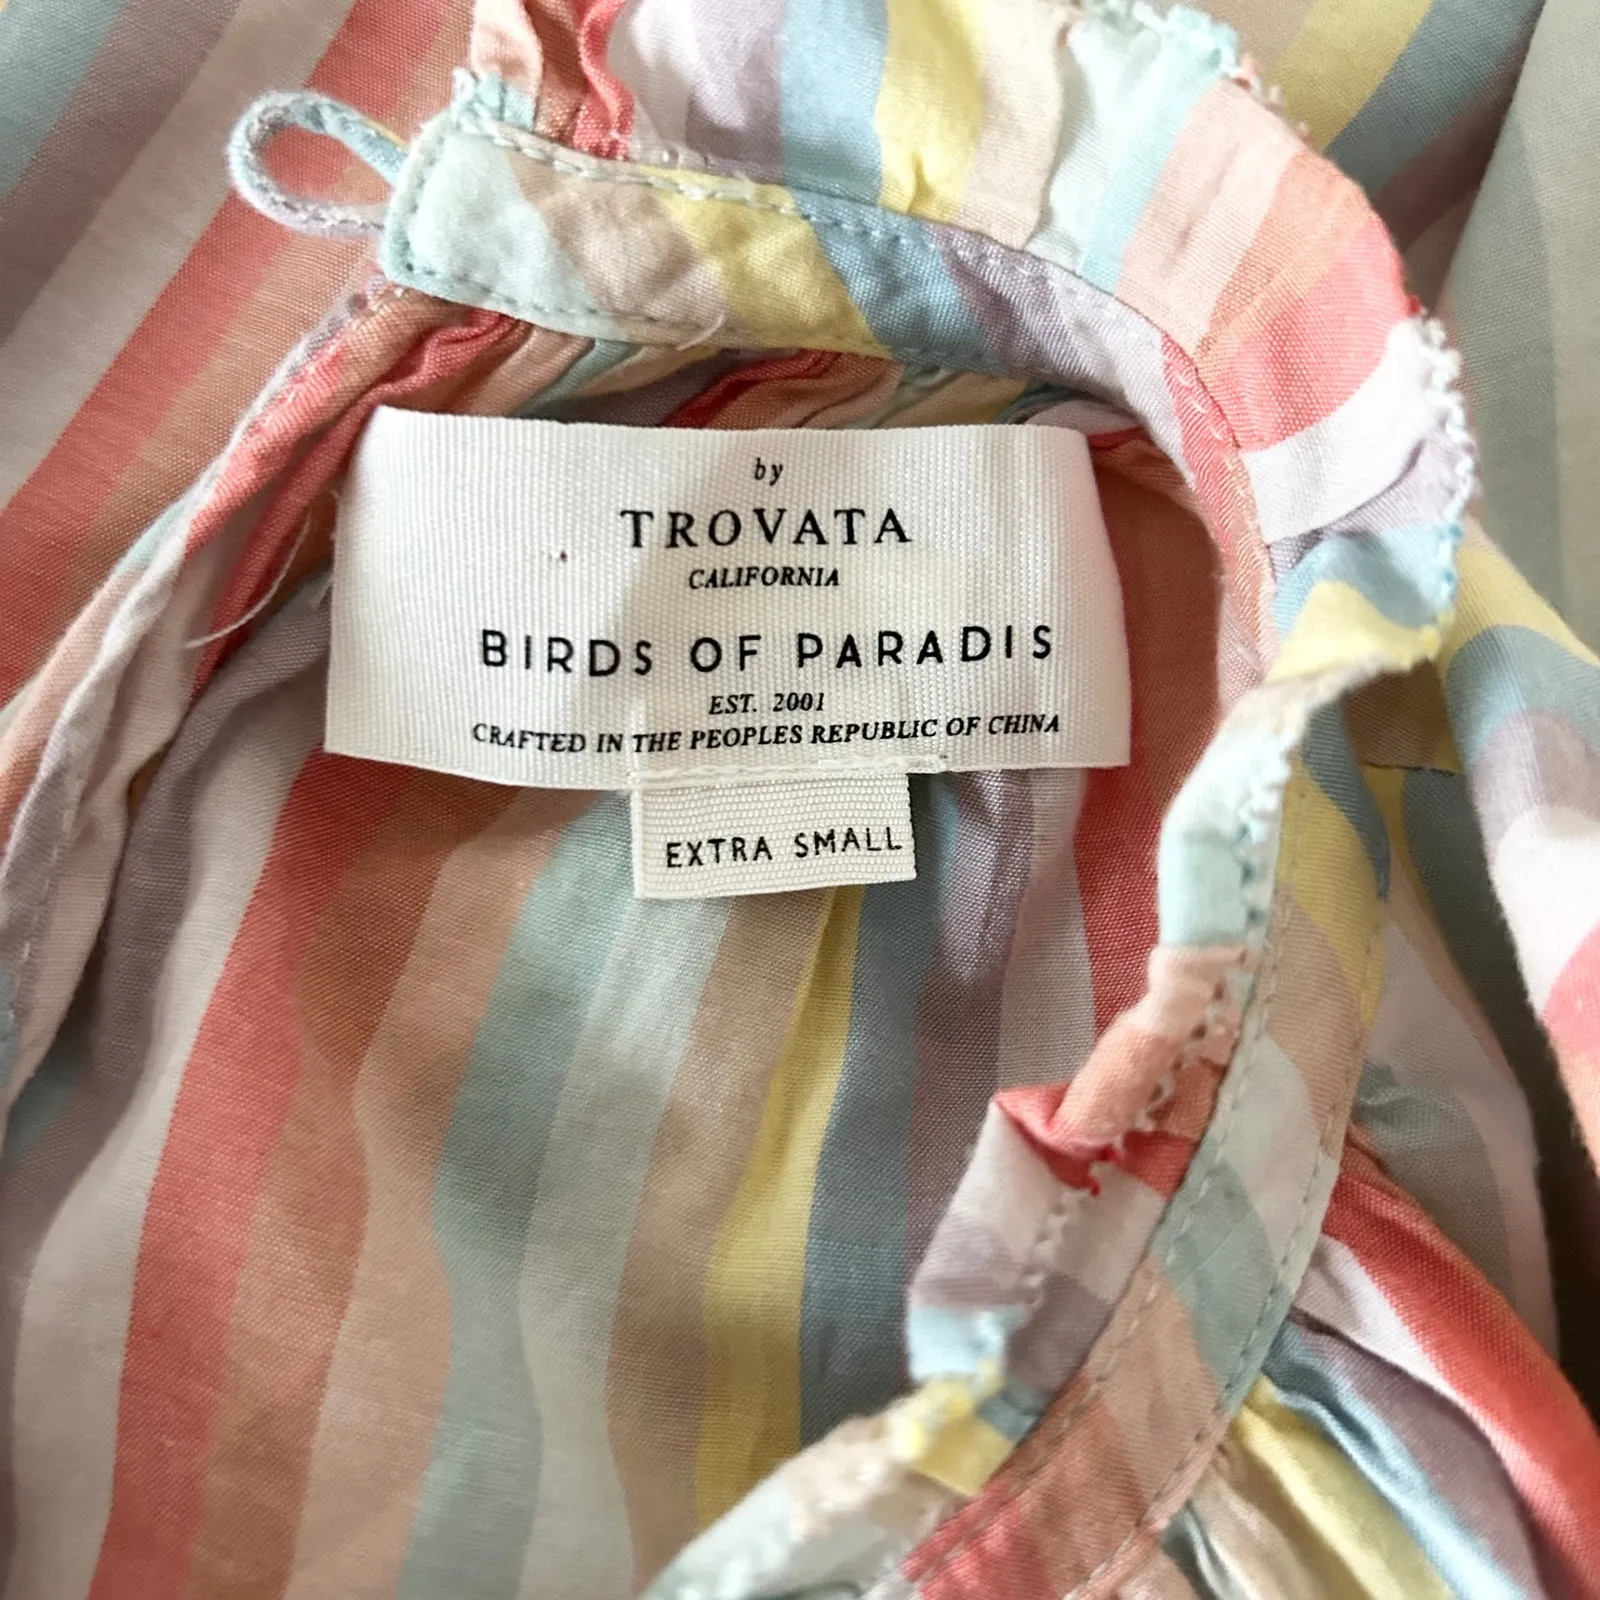 by
TROVATA
CALIFORNIA
BIRDS OF PARADIS
EST. 2001
CRAFTED IN THE PEOPLES REPUBLIC OF CHINA
EXTRA SMALL